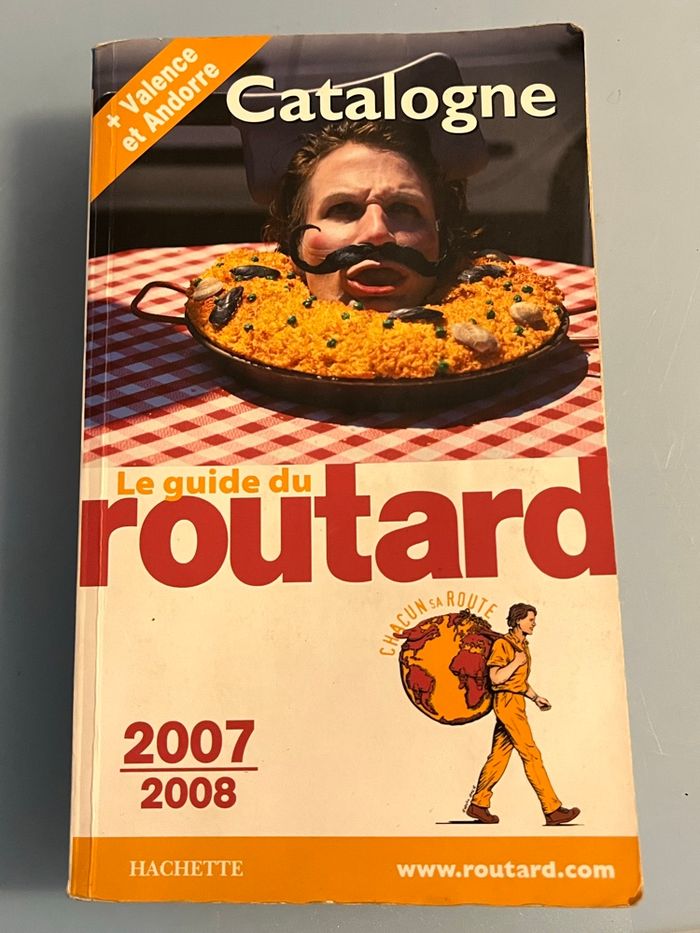 + Valence
et Andorre
Catalogne
Le guide du
routard
CHACUN SA ROUTE
2007
2008
HACHETTE
www.routard.com